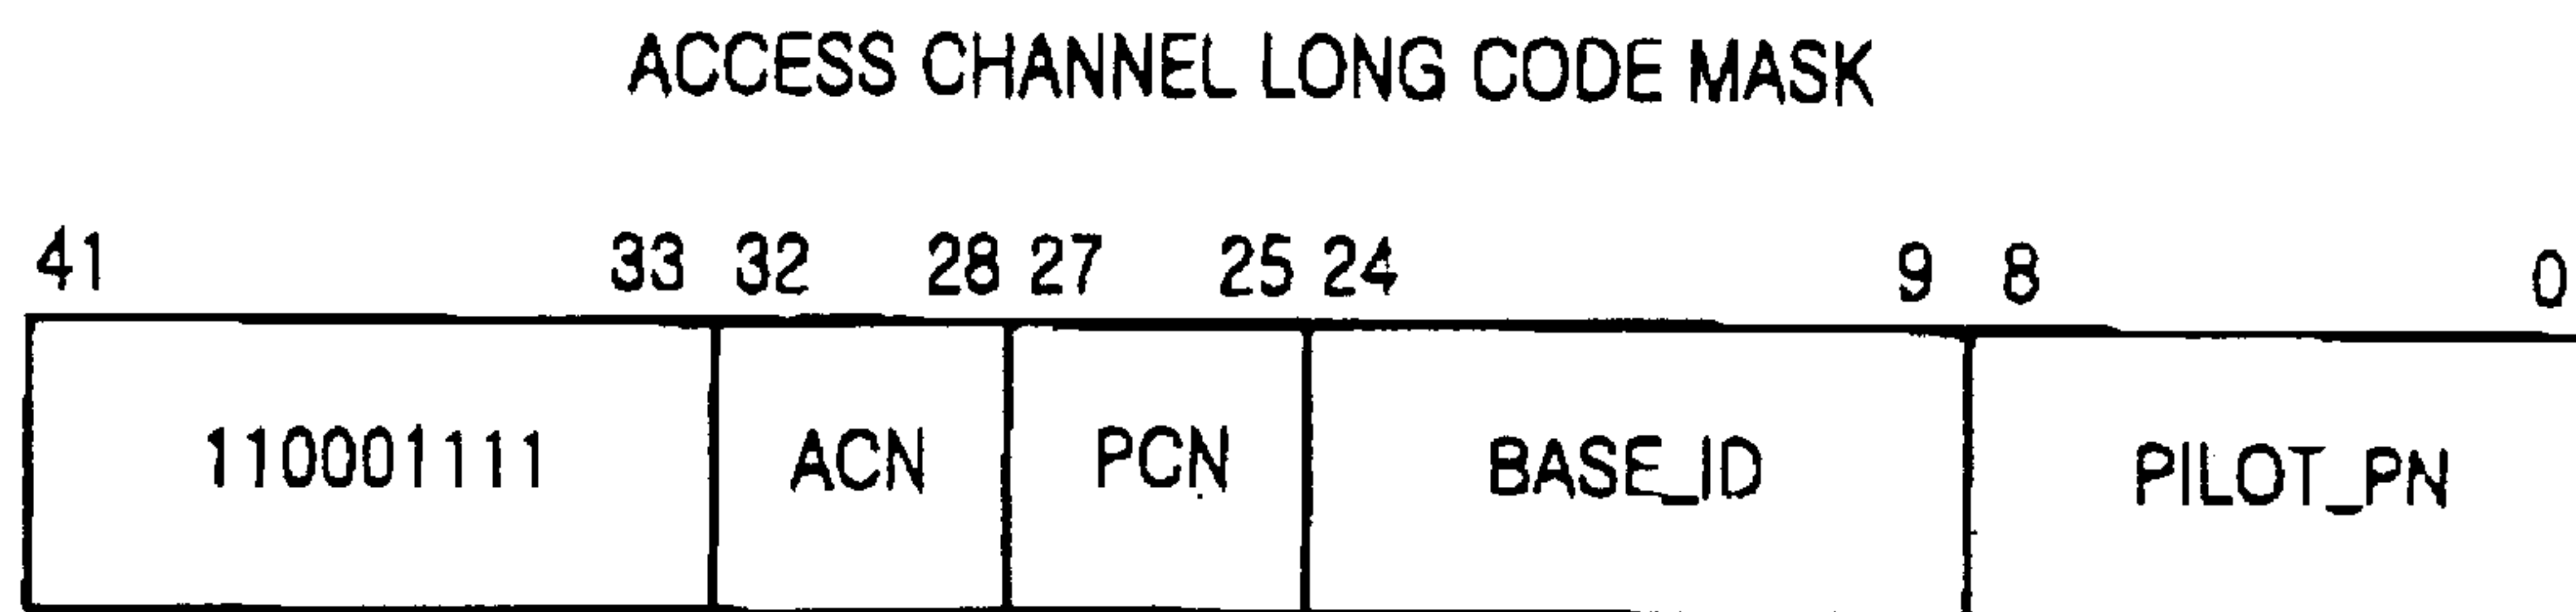 ACCESS CHANNEL LONG CODE MASK
41 33 32 28 27 25 24 9 8 0
110001111 ACN PCN BASE_ID PILOT_PN